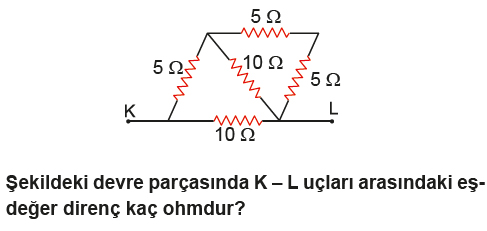 5 Ω
5 Ω 10 Ω 5 Ω
K L
10 Ω
Şekildeki devre parçasında K – L uçları arasındaki eş-
değer direnç kaç ohmdur?